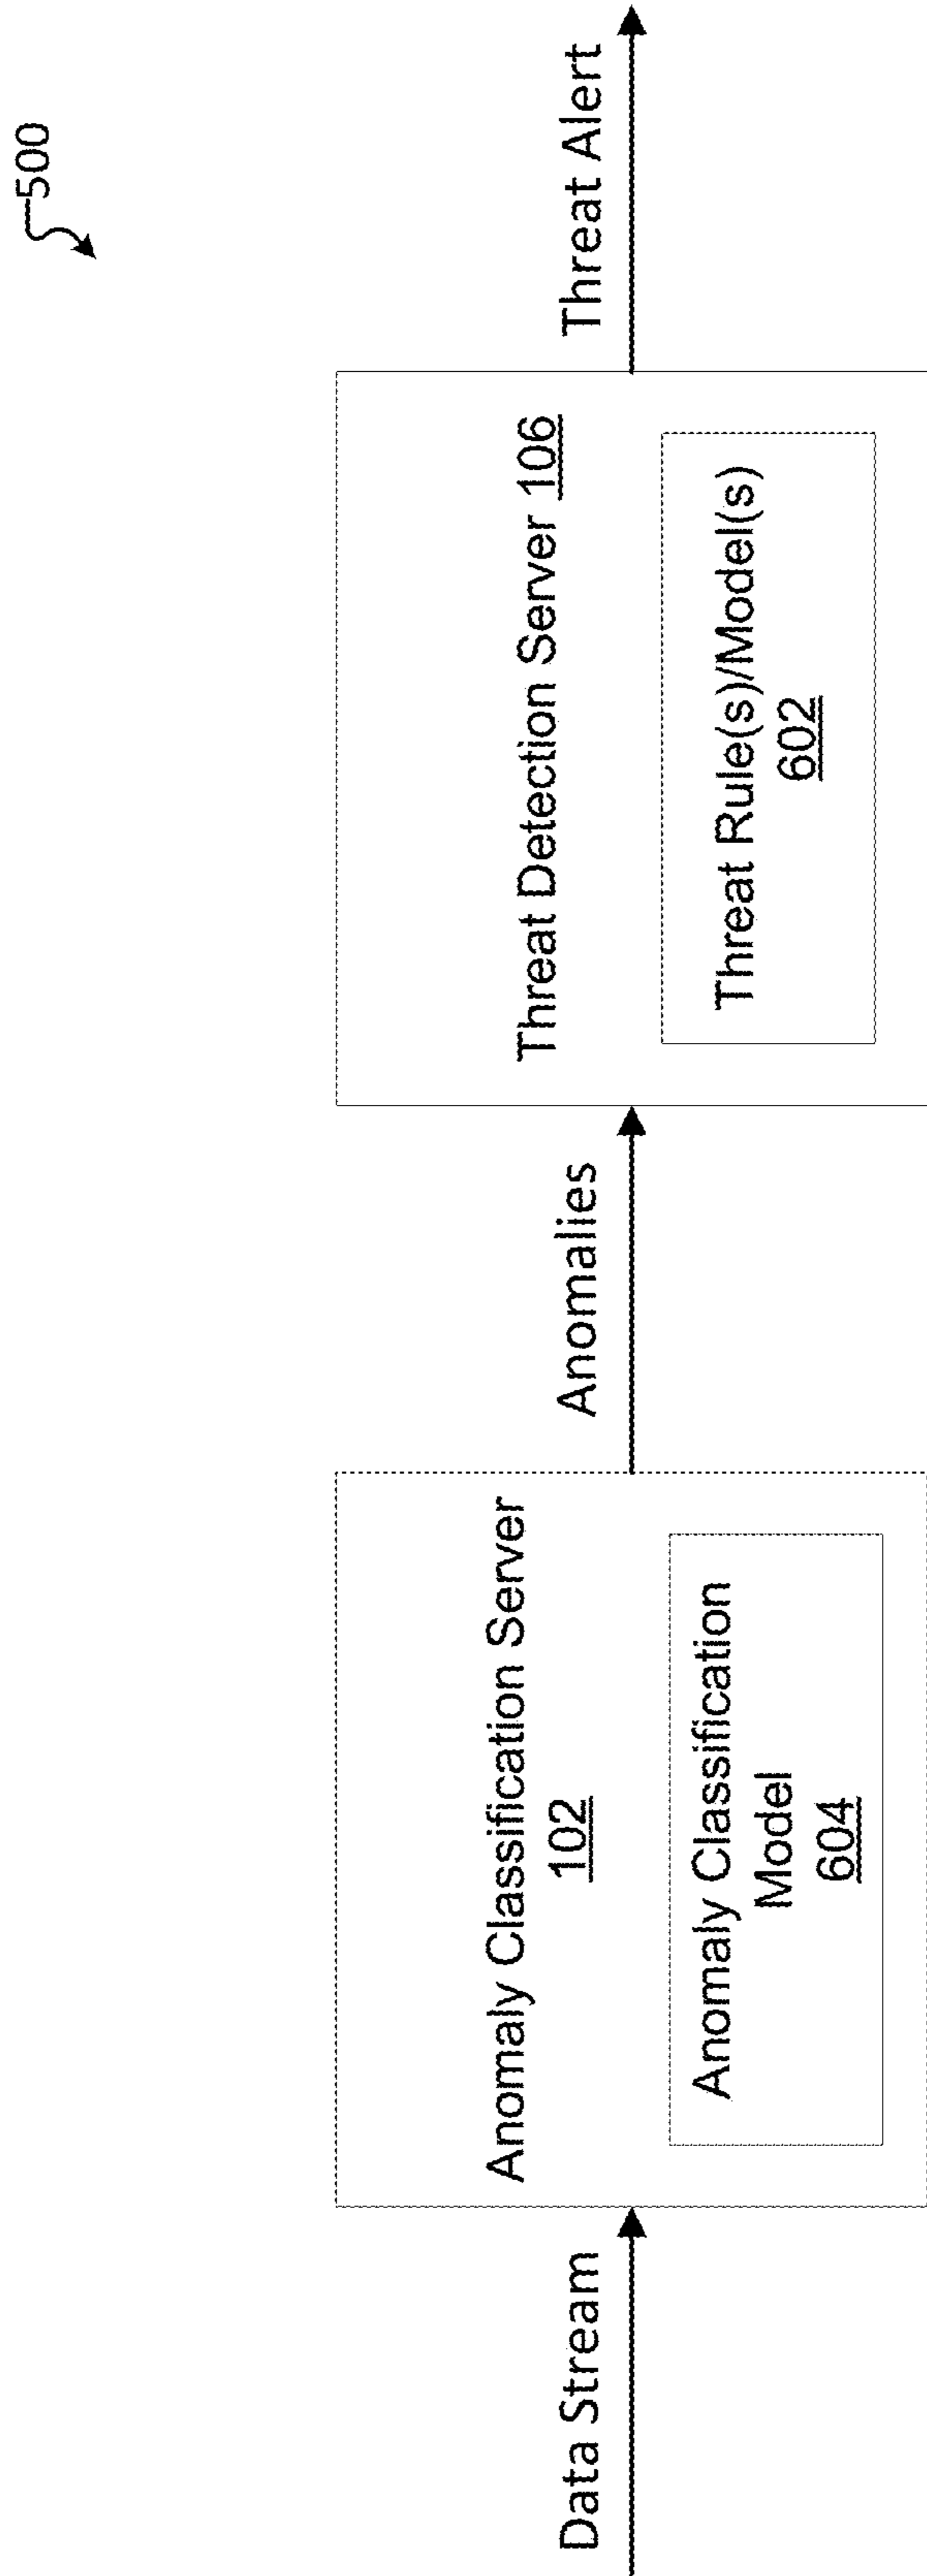 500
Data Stream
Anomaly Classification Server
102
Anomaly Classification
Model
604
Anomalies
Threat Detection Server 106
Threat Rule(s)/Model(s)
602
Threat Alert